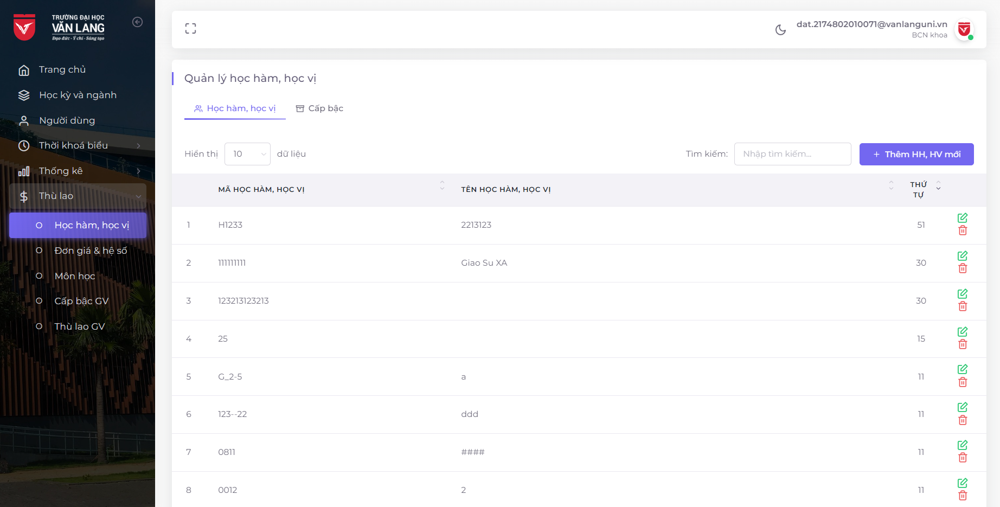 TRƯỜNG ĐẠI HỌC
VĂN LANG
Đạo đức - Ý chí - Sáng tạo
Trang chủ
Học kỳ và ngành
Người dùng
Thời khoá biểu
Thống kê
Thù lao
Học hàm, học vị
Đơn giá & hệ số
Môn học
Cấp bậc GV
Thù lao GV
dat.2174802010071@vanlanguni.vn
BCN khoa
Quản lý học hàm, học vị
Học hàm, học vị Cấp bậc
Hiển thị 10 dữ liệu Tìm kiếm: Nhập tìm kiếm... + Thêm HH, HV mới
MÃ HỌC HÀM, HỌC VỊ TÊN HỌC HÀM, HỌC VỊ THỨ TỰ
1 H1233 2213123 51
2 111111111 Giao Su XA 30
3 123213123213 30
4 25 15
5 G_2-5 a 11
6 123--22 ddd 11
7 0811 #### 11
8 0012 2 11